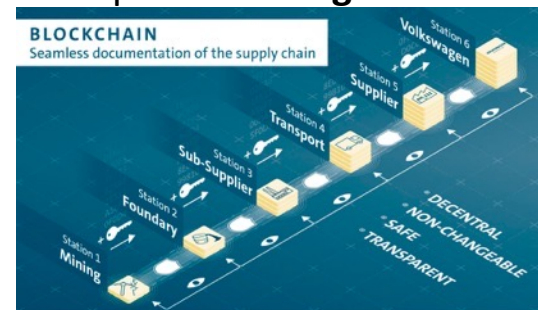 BLOCKCHAIN
Seamless documentation of the supply chain
Station 1
Mining
Station 2
Foundary
Station 3
Sub-Supplier
Station 4
Transport
Station 5
Supplier
Station 6
Volkswagen
DECENTRAL
NON-CHANGEABLE
SAFE
TRANSPARENT